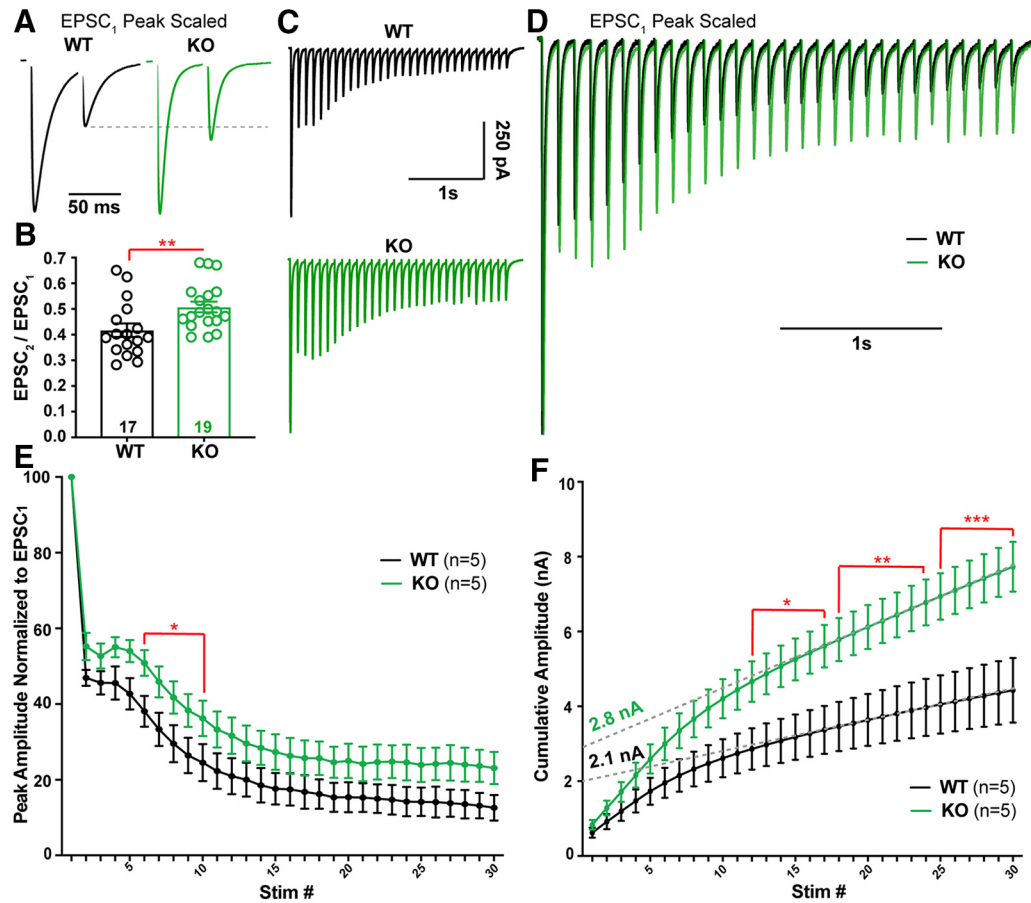 A
EPSC1 Peak Scaled
WT
KO
50 ms
B
**
0.7
0.6
0.5
0.4
0.3
0.2
0.1
0.0
EPSC2 / EPSC1
17
19
WT
KO
C
WT
250 pA
1s
KO
D
EPSC1 Peak Scaled
WT
KO
1s
E
100
80
60
40
20
0
Peak Amplitude Normalized to EPSC1
WT (n=5)
KO (n=5)
*
5
10
15
20
25
30
Stim #
F
10
8
6
4
2
0
Cumulative Amplitude (nA)
*
**
***
2.8 nA
2.1 nA
WT (n=5)
KO (n=5)
5
10
15
20
25
30
Stim #